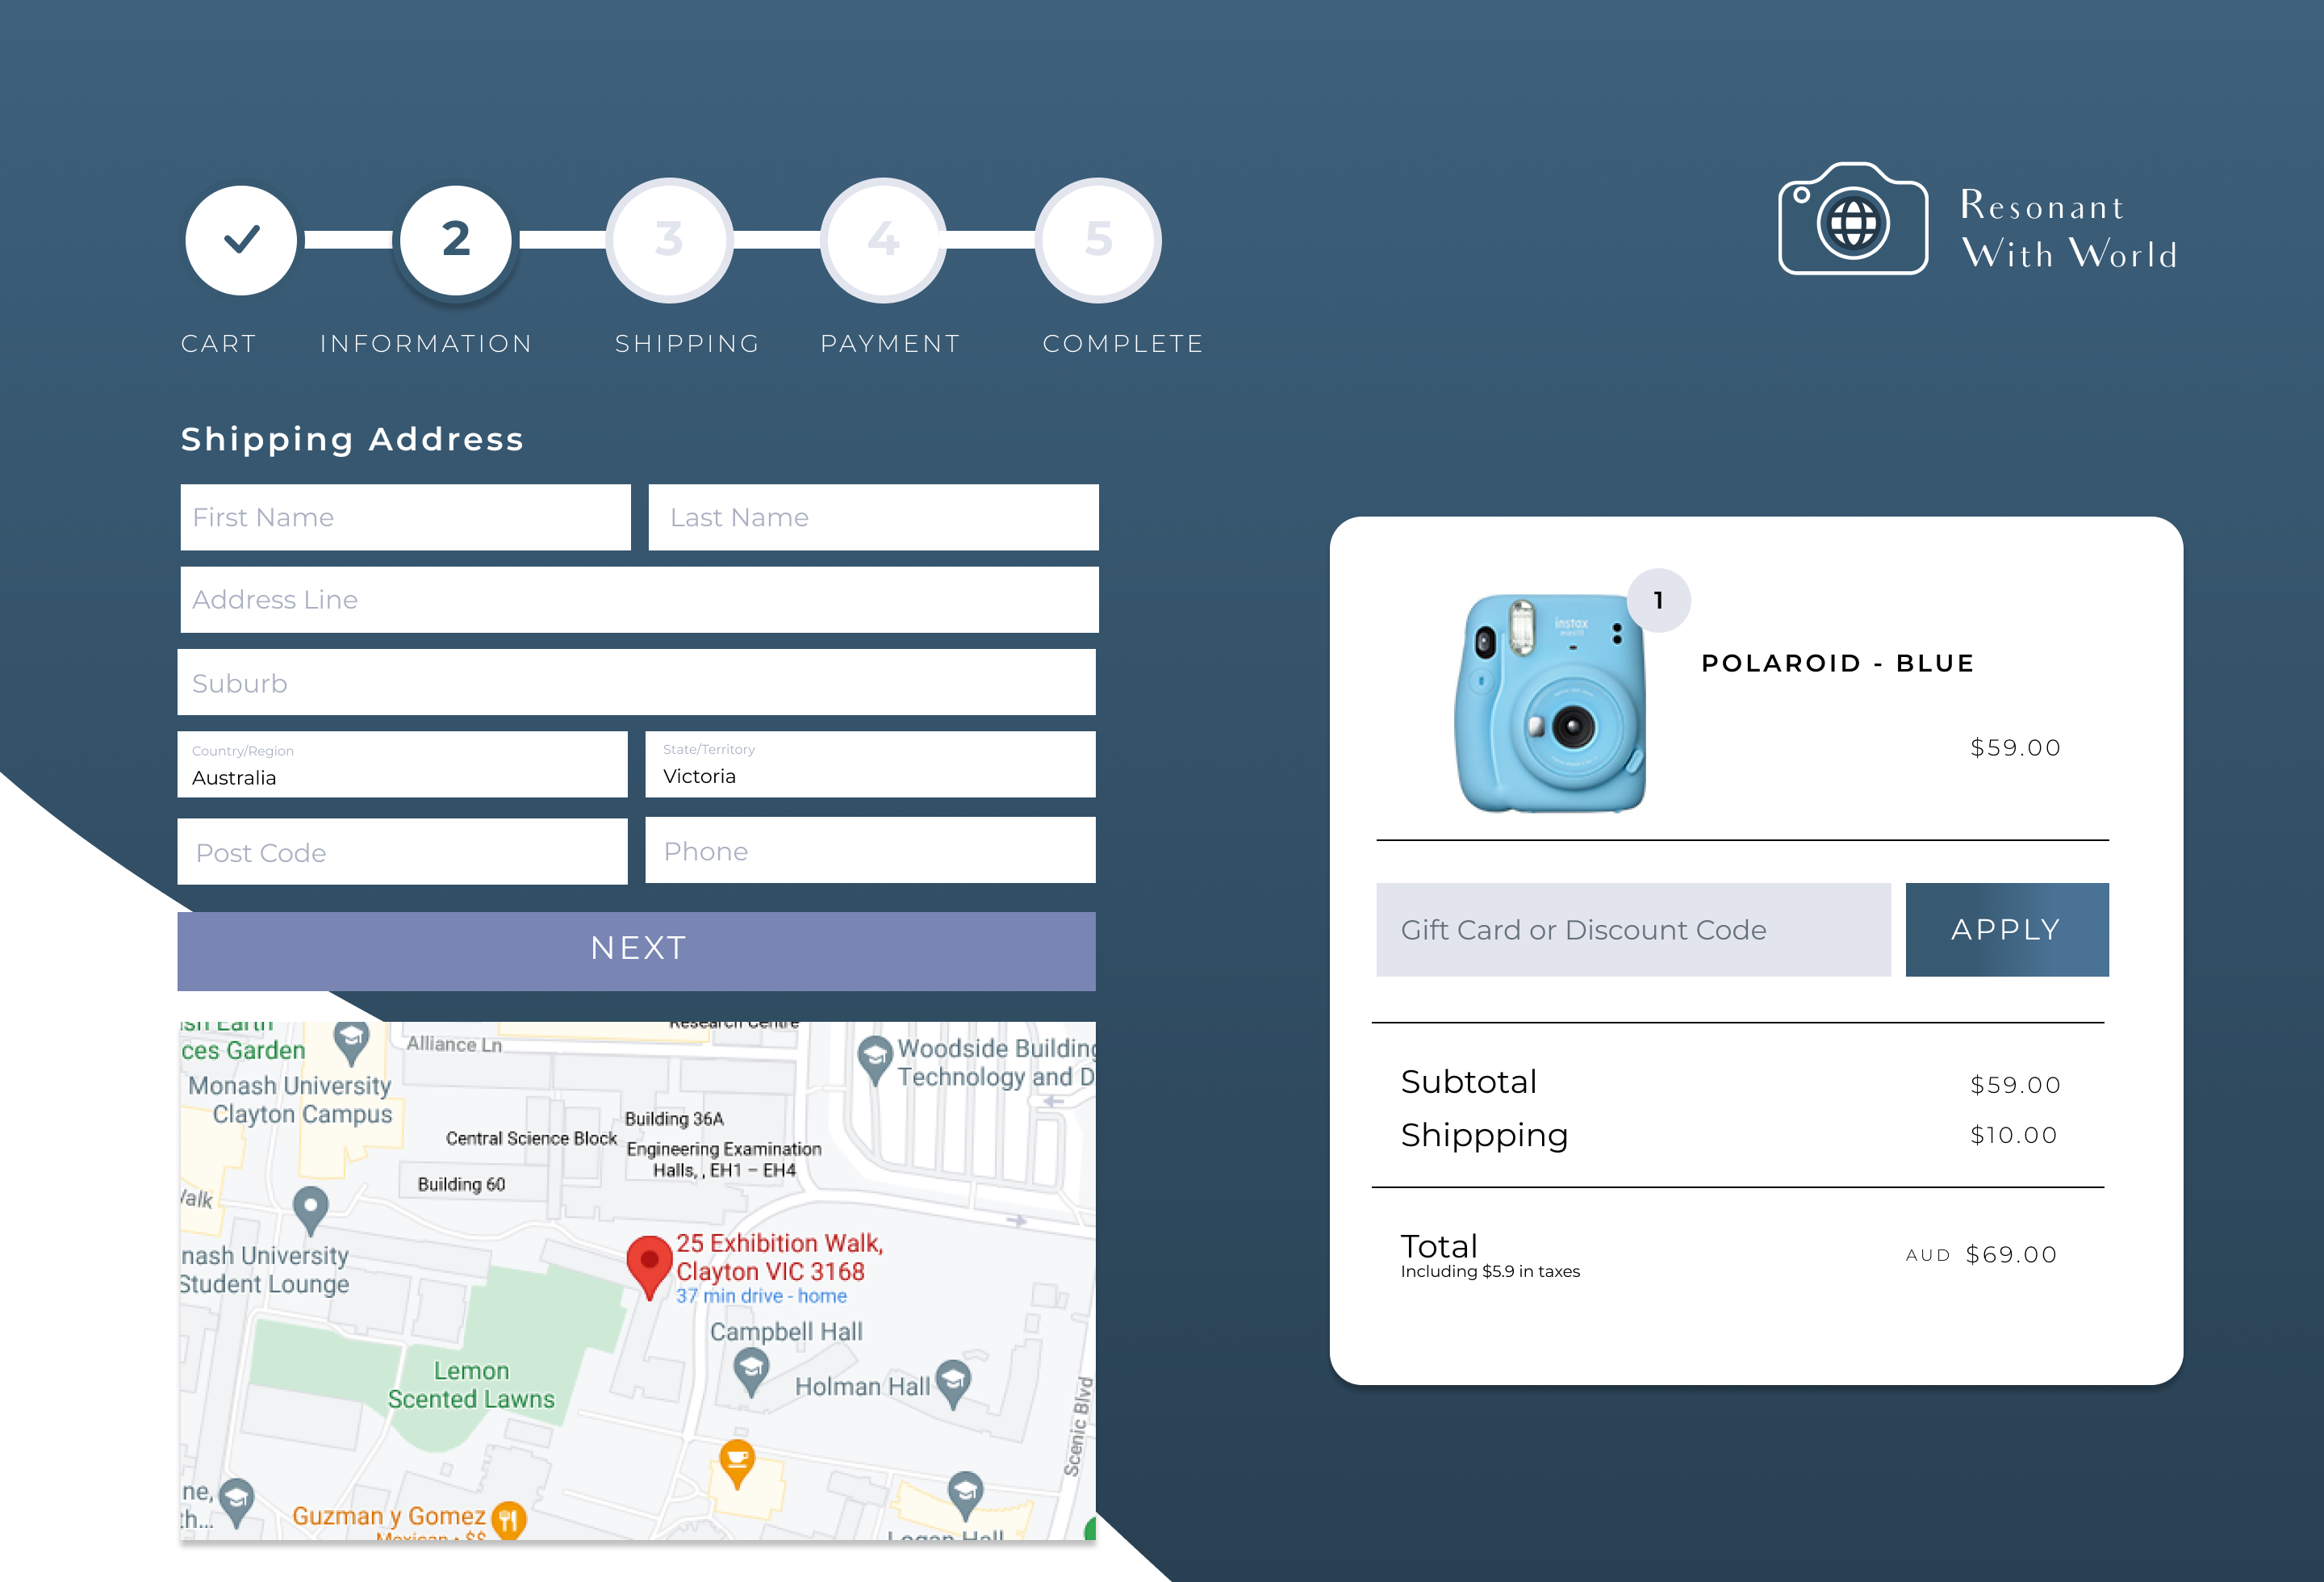 2
3
4
5
CART
INFORMATION
SHIPPING
PAYMENT
COMPLETE
Resonant
With World
Shipping Address
First Name
Last Name
Address Line
Suburb
Country/Region
Australia
State/Territory
Victoria
Post Code
Phone
NEXT
ces Garden
Monash University
Clayton Campus
Alliance Ln
Research Centre
Woodside Building
Technology and D
Building 36A
Central Science Block
Engineering Examination
Halls, , EH1 – EH4
Building 60
alk
nash University
Student Lounge
25 Exhibition Walk,
Clayton VIC 3168
37 min drive - home
Campbell Hall
Holman Hall
Lemon
Scented Lawns
Scenic Blvd
ne,
th...
Guzman y Gomez
Mexican • $$
Logan Hall
instax
1
POLAROID - BLUE
$59.00
Gift Card or Discount Code
APPLY
Subtotal
$59.00
Shippping
$10.00
Total
Including $5.9 in taxes
AUD $69.00